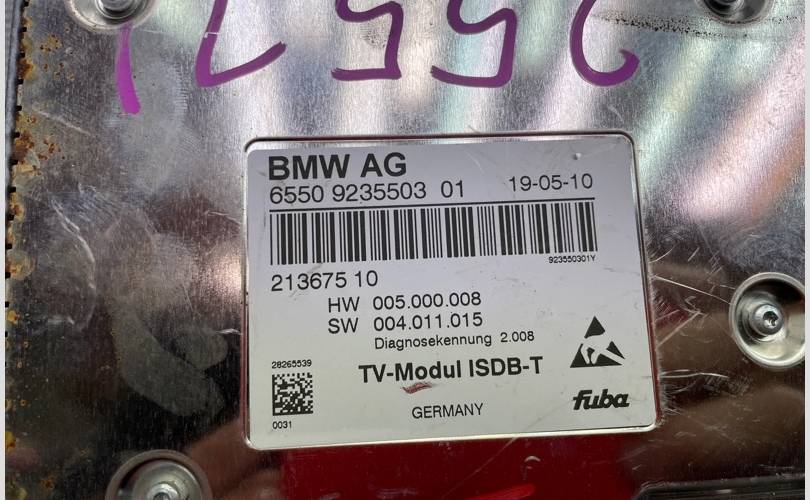 25571
BMW AG
6550 9235503 01 19-05-10
923550301Y
213675 10
HW 005.000.008
SW 004.011.015
Diagnosekennung 2.008
28265539
TV-Modul ISDB-T
fuba
0031
GERMANY